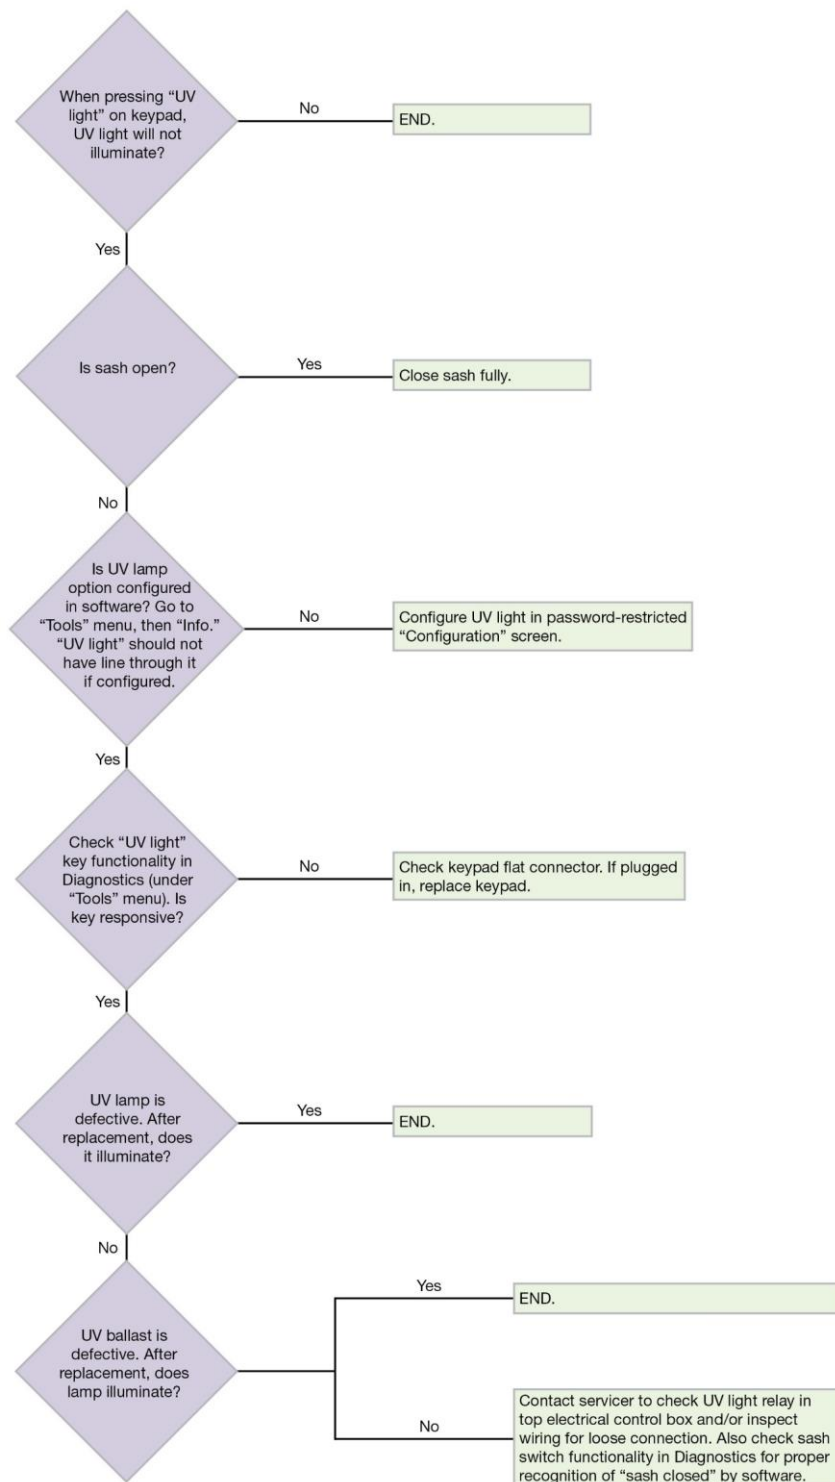 When pressing “UV
light” on keypad,
UV light will not
illuminate?
No
END.
Yes
Is sash open?
Yes
Close sash fully.
No
Is UV lamp
option configured
in software? Go to
“Tools” menu, then “Info.”
“UV light” should not
have line through it
if configured.
No
Configure UV light in password-restricted
“Configuration” screen.
Yes
Check “UV light”
key functionality in
Diagnostics (under
“Tools” menu). Is
key responsive?
No
Check keypad flat connector. If plugged
in, replace keypad.
Yes
UV lamp is
defective. After
replacement, does
it illuminate?
Yes
END.
No
UV ballast is
defective. After
replacement, does
lamp illuminate?
Yes
END.
No
Contact servicer to check UV light relay in
top electrical control box and/or inspect
wiring for loose connection. Also check sash
switch functionality in Diagnostics for proper
recognition of “sash closed” by software.